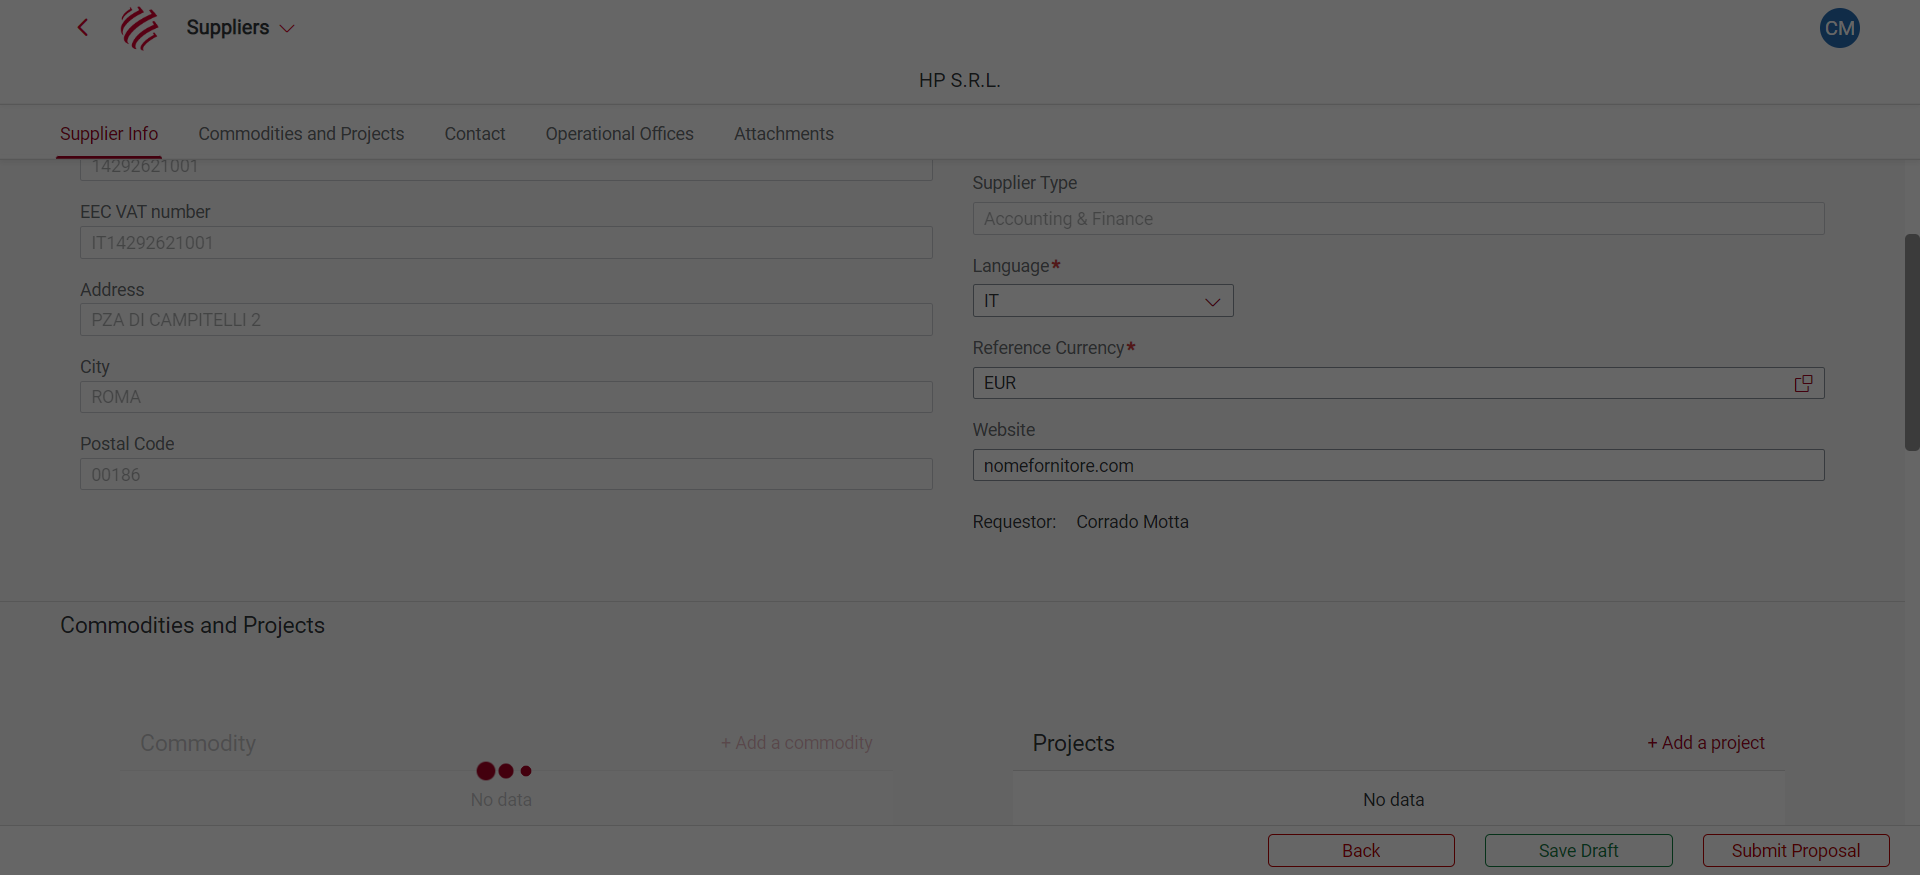 Suppliers
CM
HP S.R.L.
Supplier Info
Commodities and Projects
Contact
Operational Offices
Attachments
14292621001
EEC VAT number
IT14292621001
Address
PZA DI CAMPITELLI 2
City
ROMA
Postal Code
00186
Supplier Type
Accounting & Finance
Language*
IT
Reference Currency*
EUR
Website
nomefornitore.com
Requestor: Corrado Motta
Commodities and Projects
Commodity
+ Add a commodity
No data
Projects
+ Add a project
No data
Back
Save Draft
Submit Proposal